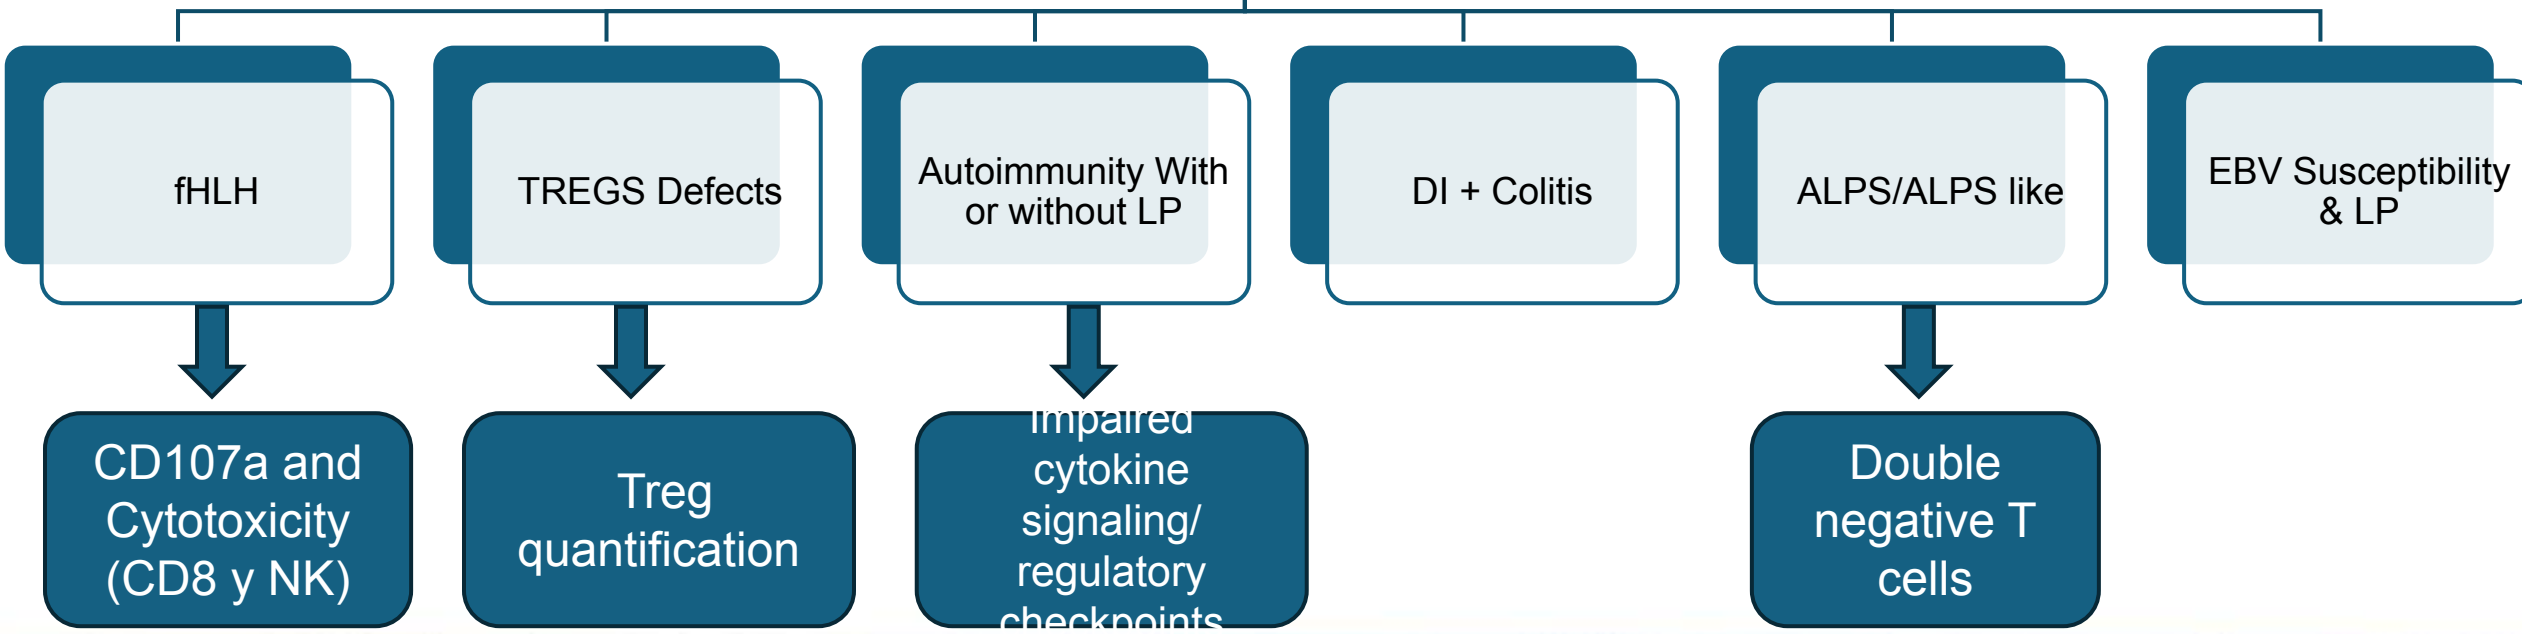 fHLH
TREGS Defects
Autoimmunity With
or without LP
DI + Colitis
ALPS/ALPS like
EBV Susceptibility
& LP
CD107a and
Cytotoxicity
(CD8 y NK)
Treg
quantification
Impaired
cytokine
signaling/
regulatory
checkpoints
Double
negative T
cells